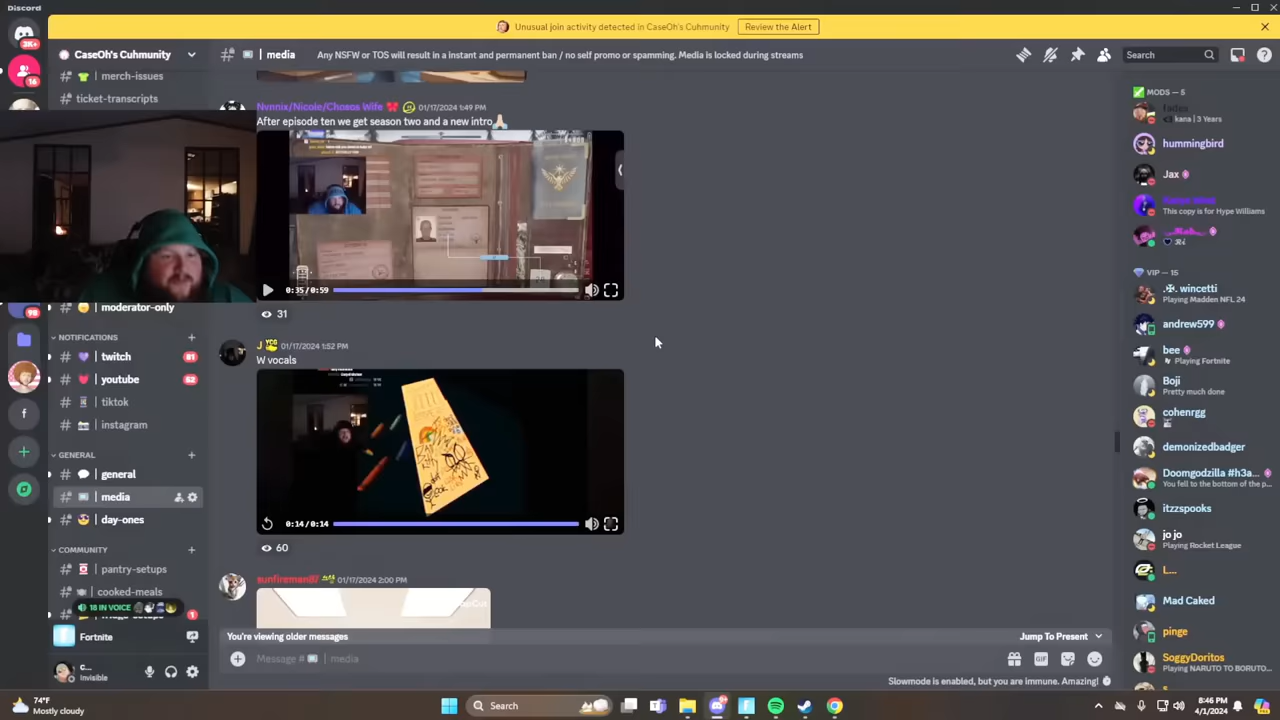 Discord
Unusual join activity detected in CaseOh's Cuhmunity
Review the Alert
CaseOh's Cuhmunity
media
Any NSFW or TOS will result in a instant and permanent ban / no self promo or spamming. Media is locked during streams
Search
3K+
16
merch-issues
ticket-transcripts
moderator-only
NOTIFICATIONS
twitch
81
youtube
52
tiktok
instagram
GENERAL
general
media
day-ones
COMMUNITY
pantry-setups
cooked-meals
18 IN VOICE
1
Fortnite
C...
Invisible
Nynnix/Nicole/Chosos Wife
01/17/2024 1:49 PM
After episode ten we get season two and a new intro
0:35/0:59
31
J
YCG
01/17/2024 1:52 PM
W vocals
0:14/0:14
60
01/17/2024 2:00 PM
You're viewing older messages
Jump To Present
Message #
media
GIF
Slowmode is enabled, but you are immune. Amazing!
MODS — 5
kana | 3 Years
hummingbird
Jax
This copy is for Hype Williams
VIP — 15
wincetti
Playing Madden NFL 24
andrew599
bee
Playing Fortnite
Boji
Pretty much done
cohenrgg
demonizedbadger
Doomgodzilla #h3a...
You fell to the bottom of the p...
itzzspooks
jo jo
Playing Rocket League
L...
Mad Caked
pinge
SoggyDoritos
Playing NARUTO TO BORUTO...
74°F
Mostly cloudy
Search
8:46 PM
4/1/2024